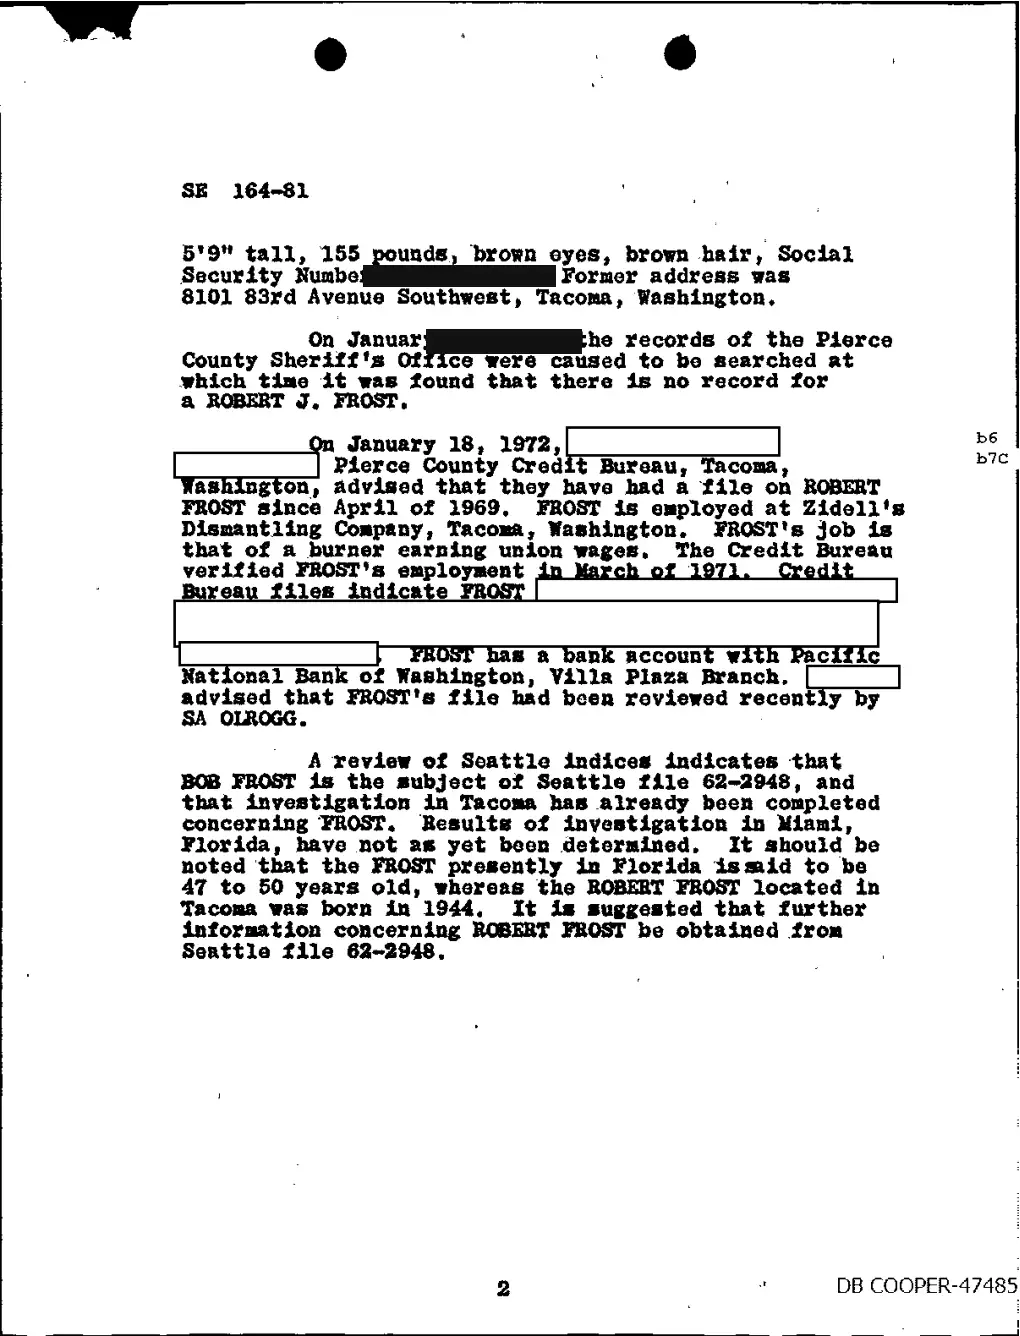 SE 164-81
5'9" tall, 155 pounds, brown eyes, brown hair, Social
Security Number Former address was
8101 83rd Avenue Southwest, Tacoma, Washington.
On January the records of the Pierce
County Sheriff's Office were caused to be searched at
which time it was found that there is no record for
a ROBERT J. FROST.
On January 18, 1972,
b6
Pierce County Credit Bureau, Tacoma,
b7C
Washington, advised that they have had a file on ROBERT
FROST since April of 1969. FROST is employed at Zidell's
Dismantling Company, Tacoma, Washington. FROST's job is
that of a burner earning union wages. The Credit Bureau
verified FROST's employment in March of 1971. Credit
Bureau files indicate FROST
. FROST has a bank account with Pacific
National Bank of Washington, Villa Plaza Branch.
advised that FROST's file had been reviewed recently by
SA OLROGG.
A review of Seattle indices indicates that
BOB FROST is the subject of Seattle file 62-2948, and
that investigation in Tacoma has already been completed
concerning FROST. Results of investigation in Miami,
Florida, have not as yet been determined. It should be
noted that the FROST presently in Florida is said to be
47 to 50 years old, whereas the ROBERT FROST located in
Tacoma was born in 1944. It is suggested that further
information concerning ROBERT FROST be obtained from
Seattle file 62-2948.
2
DB COOPER-47485